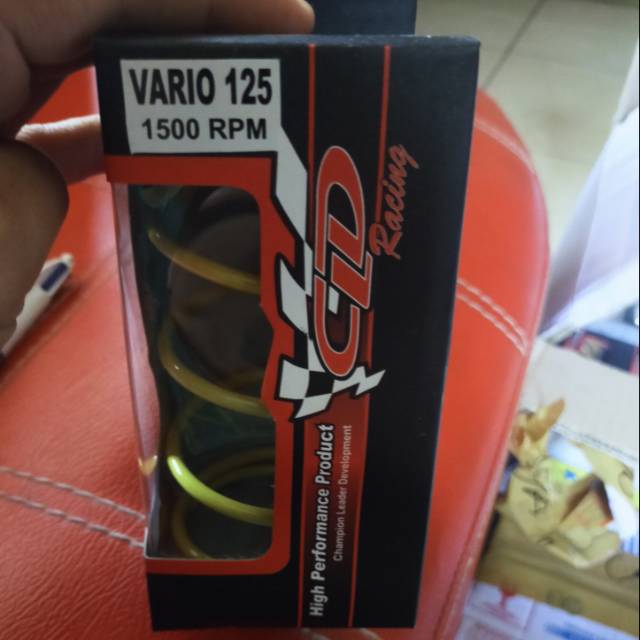 VARIO 125
1500 RPM
CLD
Racing
High Performance Product
Champion Leader Development